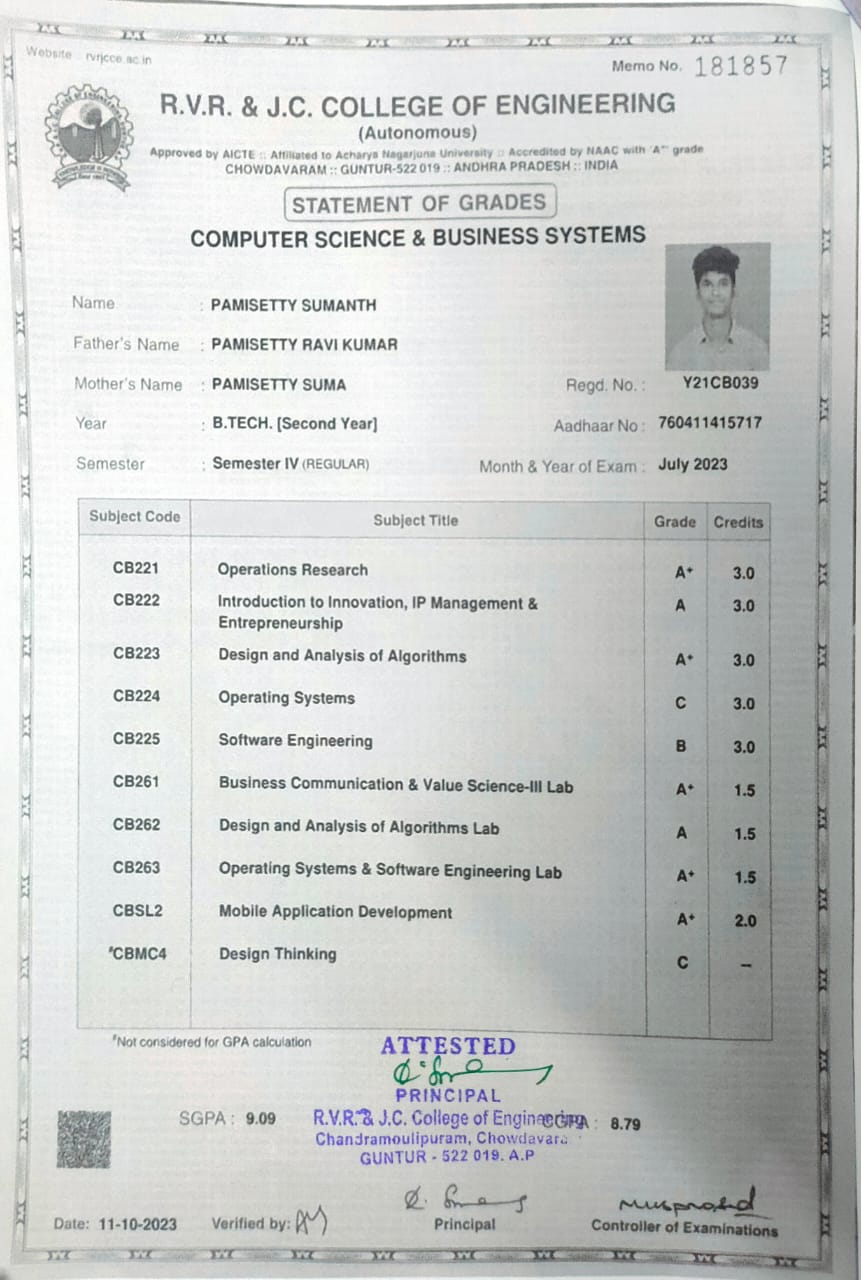 Website : rvrjcce.ac.in
Memo No. 181857
R.V.R. & J.C. COLLEGE OF ENGINEERING
(Autonomous)
Approved by AICTE :: Affiliated to Acharya Nagarjuna University :: Accredited by NAAC with 'A+' grade
CHOWDAVARAM :: GUNTUR-522 019 :: ANDHRA PRADESH :: INDIA
STATEMENT OF GRADES
COMPUTER SCIENCE & BUSINESS SYSTEMS
Name : PAMISETTY SUMANTH
Father's Name : PAMISETTY RAVI KUMAR
Mother's Name : PAMISETTY SUMA Regd. No. : Y21CB039
Year : B.TECH. [Second Year] Aadhaar No : 760411415717
Semester : Semester IV (REGULAR) Month & Year of Exam : July 2023
Subject Code Subject Title Grade Credits
CB221 Operations Research A+ 3.0
CB222 Introduction to Innovation, IP Management & A 3.0
Entrepreneurship
CB223 Design and Analysis of Algorithms A+ 3.0
CB224 Operating Systems C 3.0
CB225 Software Engineering B 3.0
CB261 Business Communication & Value Science-III Lab A+ 1.5
CB262 Design and Analysis of Algorithms Lab A 1.5
CB263 Operating Systems & Software Engineering Lab A+ 1.5
CBSL2 Mobile Application Development A+ 2.0
#CBMC4 Design Thinking C –
#Not considered for GPA calculation
ATTESTED
PRINCIPAL
R.V.R. & J.C. College of Engineering
Chandramoulipuram, Chowdavara
GUNTUR - 522 019. A.P
SGPA : 9.09 CGPA : 8.79
Date: 11-10-2023 Verified by: Principal Controller of Examinations